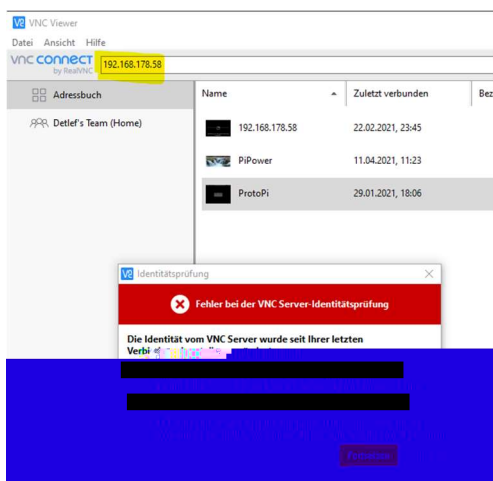 VNC Viewer
Datei Ansicht Hilfe
VNC CONNECT
by RealVNC
192.168.178.58
Adressbuch
Detlef's Team (Home)
Name
Zuletzt verbunden
Bez
192.168.178.58
22.02.2021, 23:45
PiPower
11.04.2021, 11:23
ProtoPi
29.01.2021, 18:06
Identitätsprüfung
Fehler bei der VNC Server-Identitätsprüfung
Die Identität vom VNC Server wurde seit Ihrer letzten